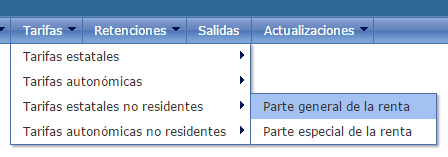 Tarifas Retenciones Salidas Actualizaciones
Tarifas estatales
Tarifas autonómicas
Tarifas estatales no residentes
Parte general de la renta
Tarifas autonómicas no residentes
Parte especial de la renta